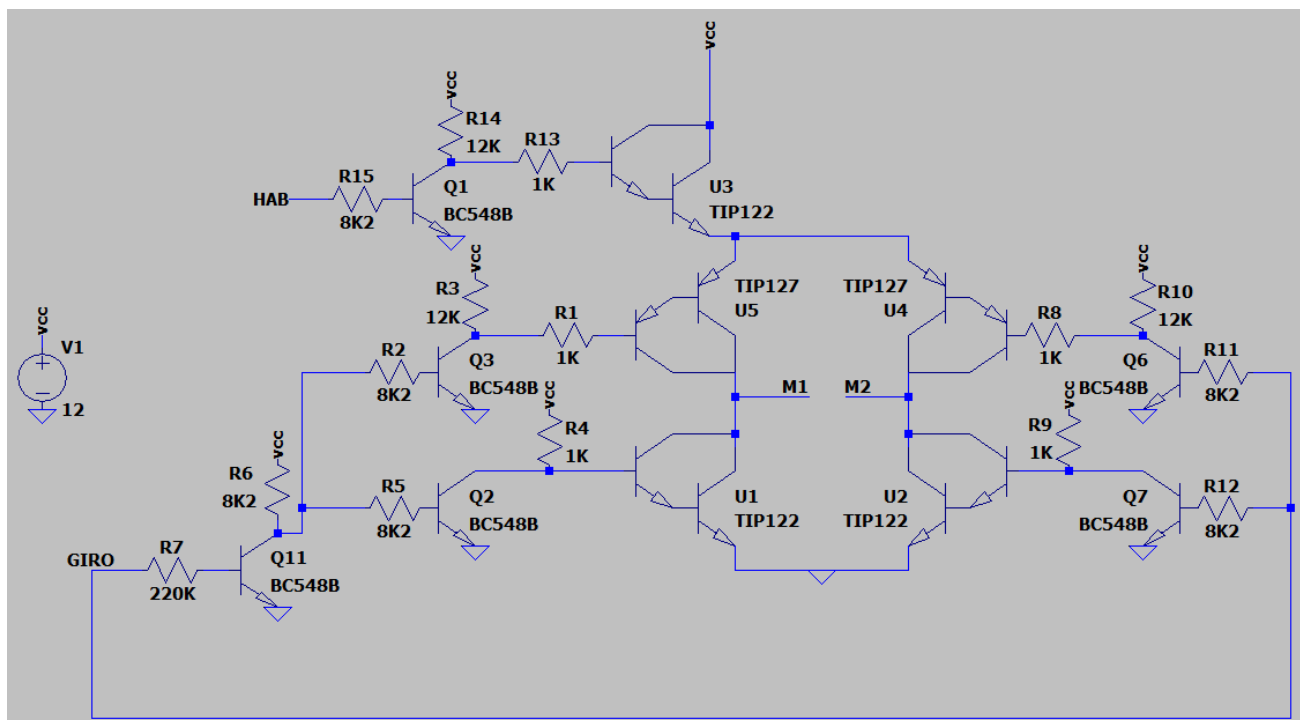 vcc
vcc
R14
12K
R13
1K
R15
HAB
8K2
Q1
BC548B
U3
TIP122
vcc
R3
12K
R1
1K
R2
8K2
Q3
BC548B
TIP127
U5
TIP127
U4
vcc
R10
12K
R8
1K
Q6
BC548B
R11
8K2
vcc
V1
12
M1
M2
vcc
R4
1K
vcc
R9
1K
R5
8K2
Q2
BC548B
U1
TIP122
U2
TIP122
Q7
BC548B
R12
8K2
vcc
R6
8K2
GIRO
R7
220K
Q11
BC548B